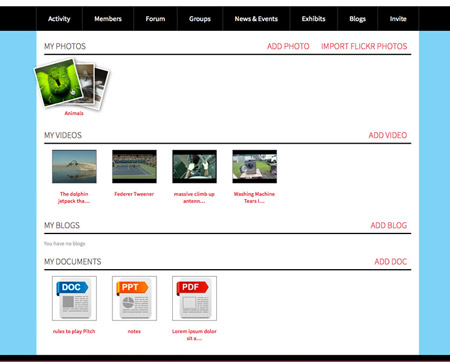 Activity Members Forum Groups News & Events Exhibits Blogs Invite
MY PHOTOS ADD PHOTO IMPORT FLICKR PHOTOS
Animals
MY VIDEOS ADD VIDEO
The dolphin jetpack tha...
Federer Tweener
massive climb up antenn...
Washing Machine Tears I...
MY BLOGS ADD BLOG
You have no blogs
MY DOCUMENTS ADD DOC
DOC PPT PDF
rules to play Pitch
notes
Lorem ipsum dolor sit a...